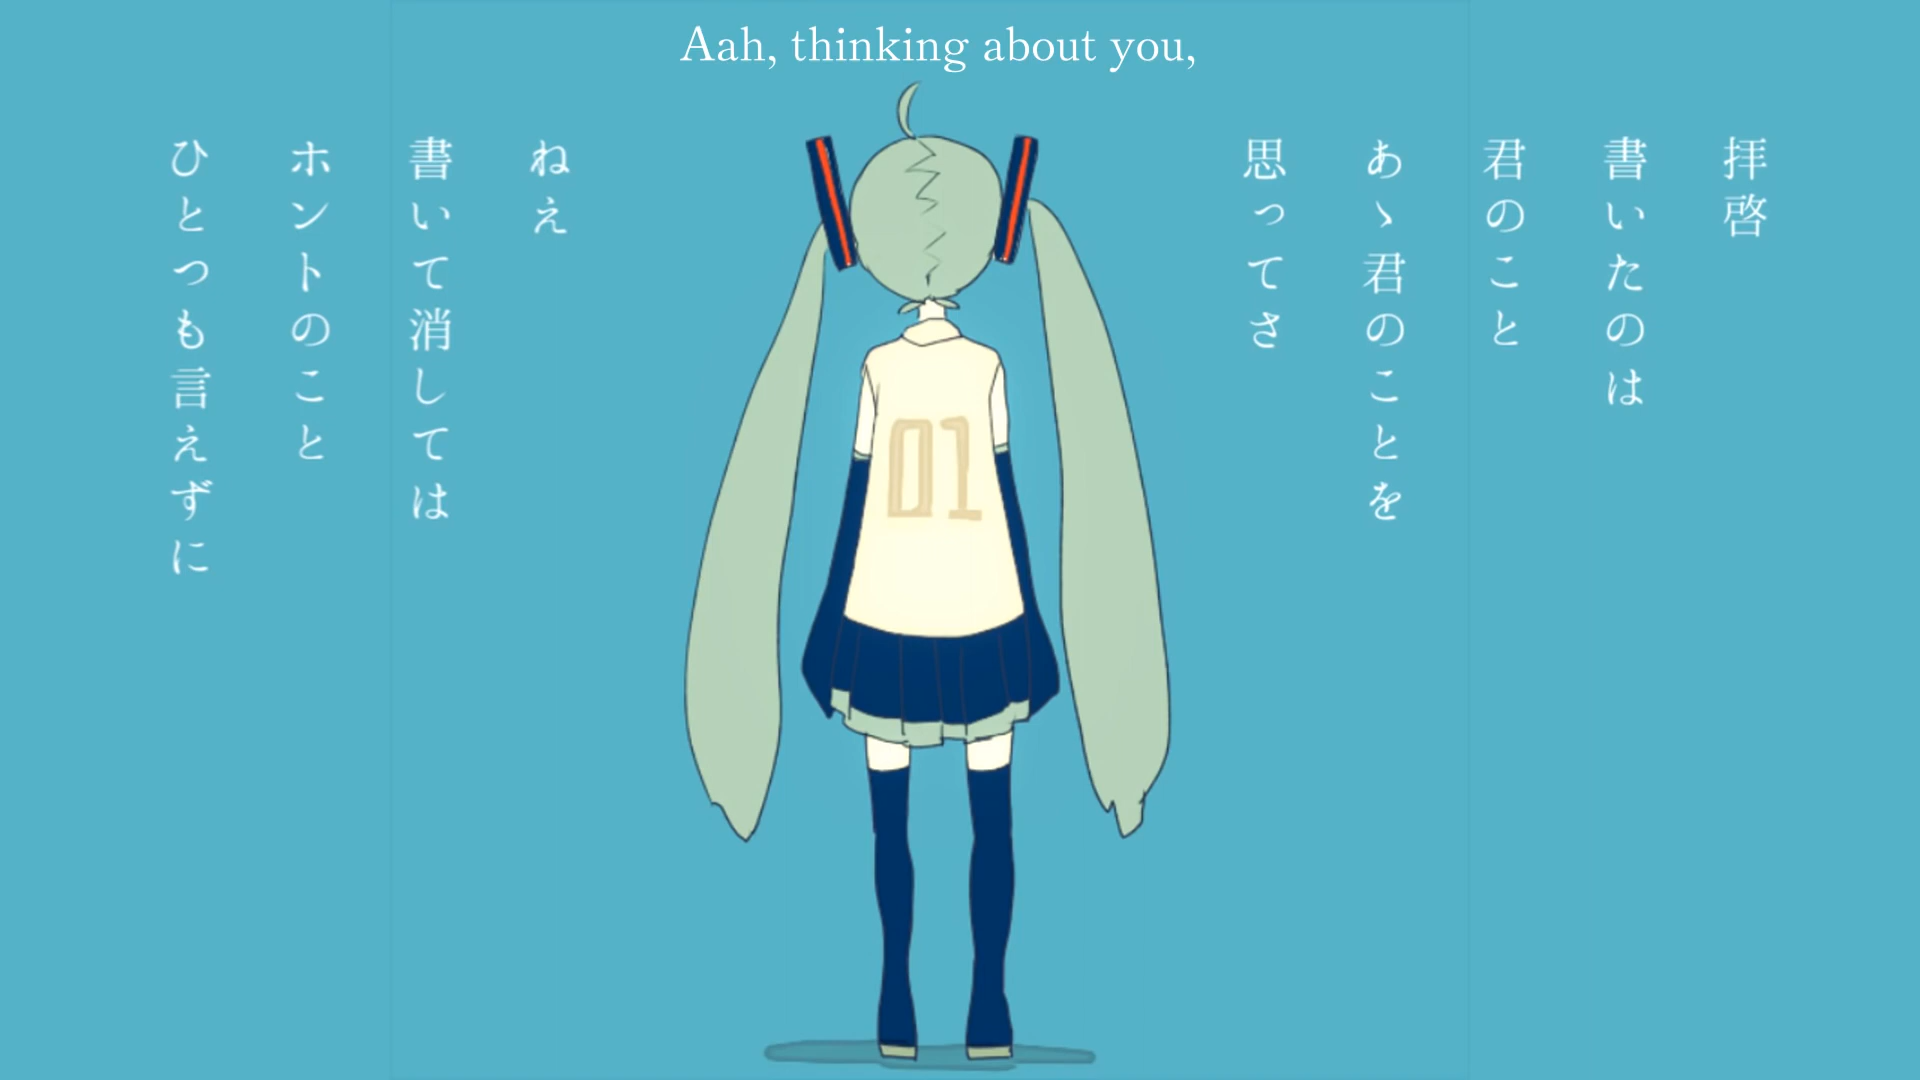 Aah, thinking about you,
拝啓
書いたのは
君のこと
あゝ君のことを
思ってさ
01
ねえ
書いて消しては
ホントのこと
ひとつも言えずに